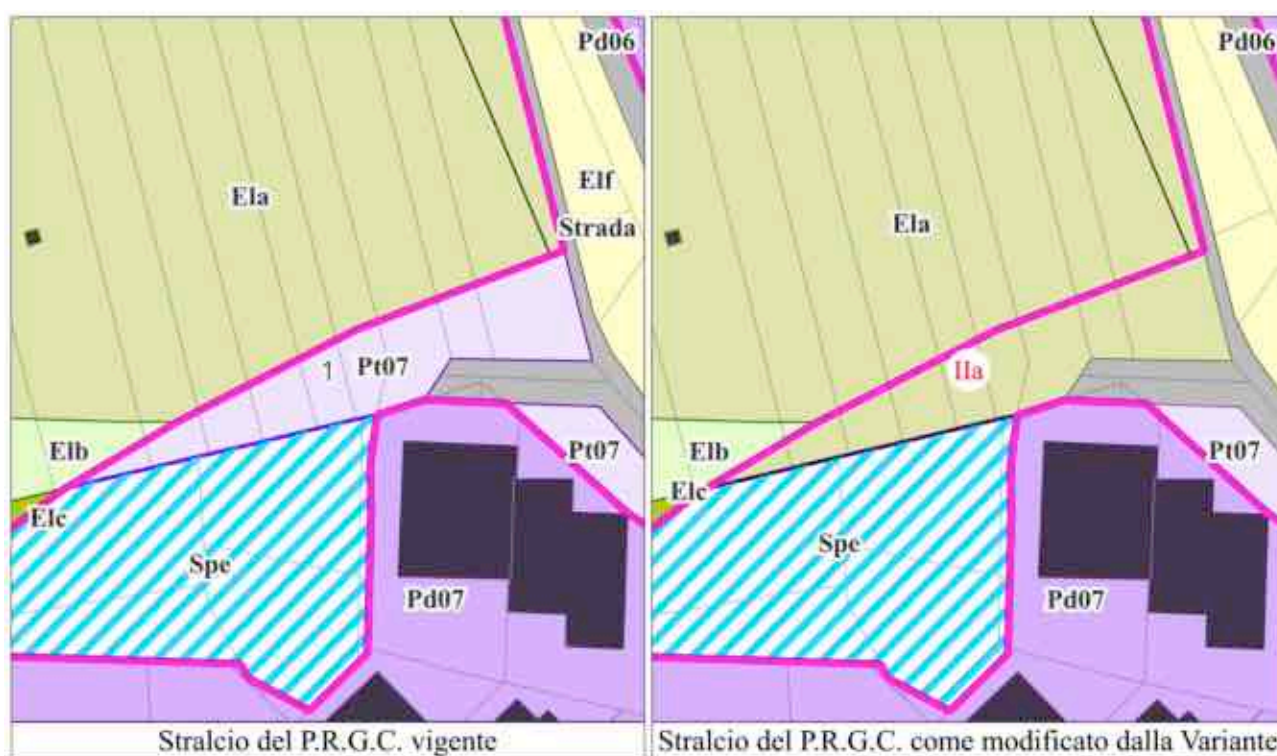 Pd06
Ela
Elf
Strada
1
Pt07
Elb
Elc
Pt07
Spe
Pd07
Stralcio del P.R.G.C. vigente
Pd06
Ela
IIa
Elb
Pt07
Elc
Spe
Pd07
Stralcio del P.R.G.C. come modificato dalla Variante